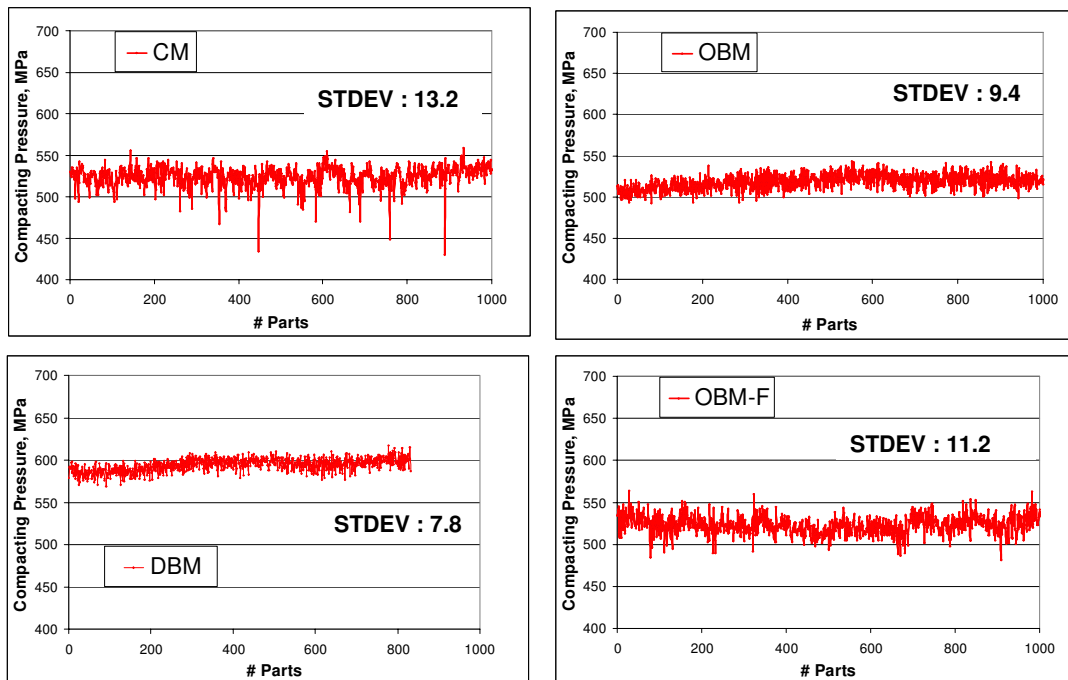 700
CM
650
600
STDEV : 13.2
550
500
450
400
0 200 400 600 800 1000
# Parts
Compacting Pressure, MPa
700
OBM
650
600
STDEV : 9.4
550
500
450
400
0 200 400 600 800 1000
# Parts
Compacting Pressure, MPa
700
650
600
550
STDEV : 7.8
500
DBM
450
400
0 200 400 600 800 1000
# Parts
Compacting Pressure, MPa
700
OBM-F
650
600
STDEV : 11.2
550
500
450
400
0 200 400 600 800 1000
# Parts
Compacting Pressure, MPa